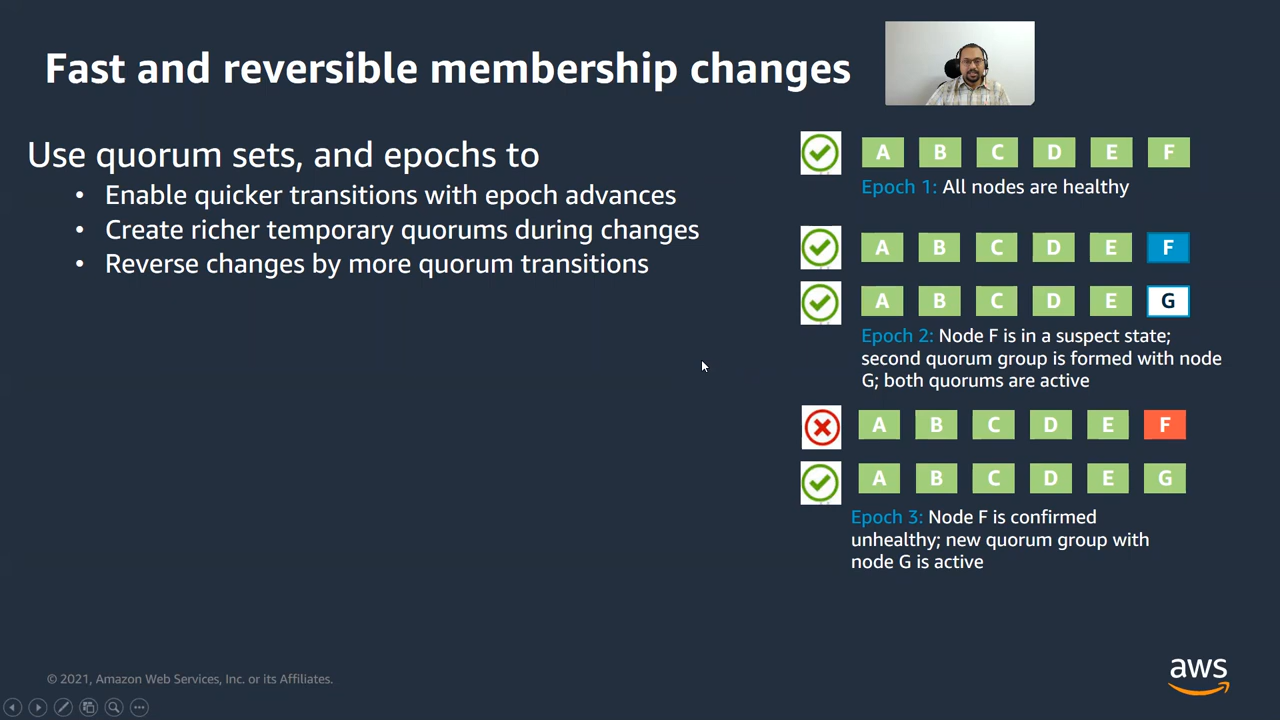 Fast and reversible membership changes
Use quorum sets, and epochs to
• Enable quicker transitions with epoch advances
• Create richer temporary quorums during changes
• Reverse changes by more quorum transitions
A B C D E F
Epoch 1: All nodes are healthy
A B C D E F
A B C D E G
Epoch 2: Node F is in a suspect state;
second quorum group is formed with node
G; both quorums are active
A B C D E F
A B C D E G
Epoch 3: Node F is confirmed
unhealthy; new quorum group with
node G is active
© 2021, Amazon Web Services, Inc. or its Affiliates.
aws